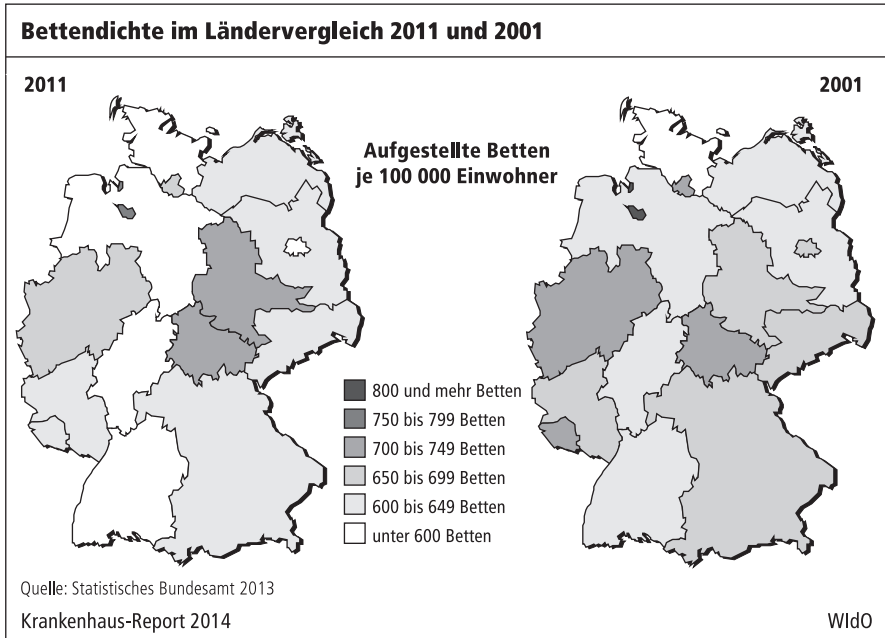 Bettendichte im Ländervergleich 2011 und 2001
2011
2001
Aufgestellte Betten
je 100 000 Einwohner
800 und mehr Betten
750 bis 799 Betten
700 bis 749 Betten
650 bis 699 Betten
600 bis 649 Betten
unter 600 Betten
Quelle: Statistisches Bundesamt 2013
Krankenhaus-Report 2014
WIdO